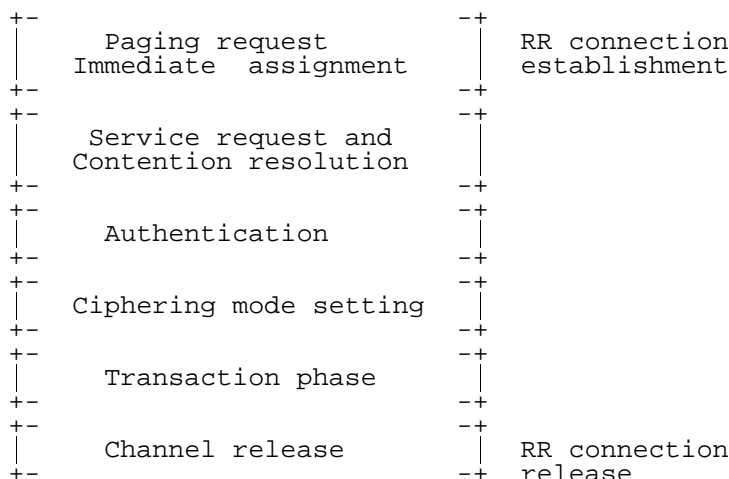 Paging request RR connection
Immediate assignment establishment
Service request and
Contention resolution
Authentication
Ciphering mode setting
Transaction phase
Channel release RR connection
release